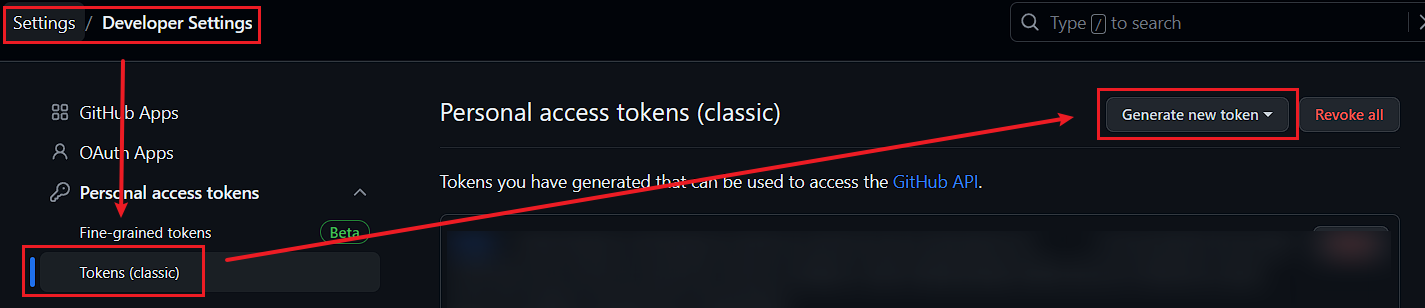 Settings / Developer Settings
Type / to search
GitHub Apps
OAuth Apps
Personal access tokens
Fine-grained tokens Beta
Tokens (classic)
Personal access tokens (classic)
Generate new token
Revoke all
Tokens you have generated that can be used to access the GitHub API.